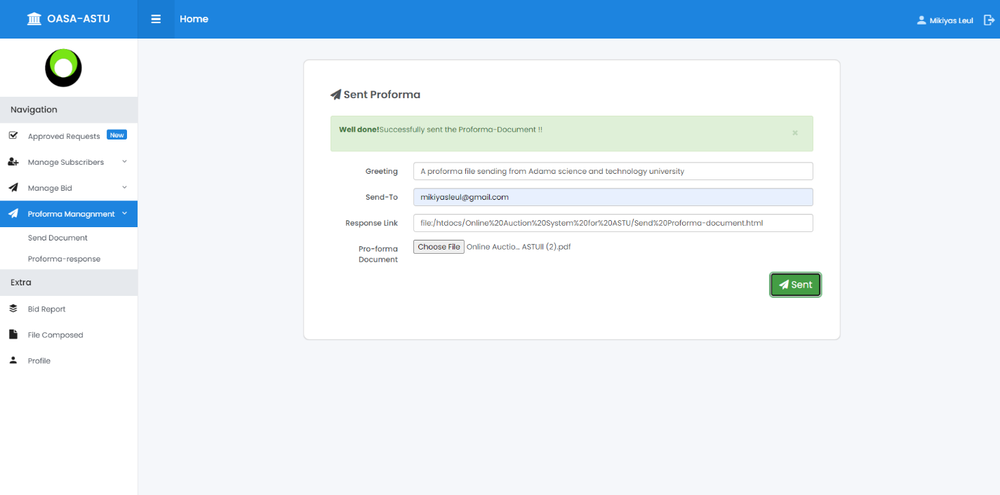 OASA-ASTU
Home
Mikiyas Leul
Navigation
Approved Requests New
Manage Subscribers
Manage Bid
Proforma Managnment
Send Document
Proforma-response
Extra
Bid Report
File Composed
Profile
Sent Proforma
Well done!Successfully sent the Proforma-Document !!
×
Greeting A proforma file sending from Adama science and technology university
Send-To mikiyasleul@gmail.com
Response Link file:/htdocs/Online%20Auction%20System%20for%20ASTU/Send%20Proforma-document.html
Pro-forma
Document
Choose File Online Auctio... ASTUII (2).pdf
Sent